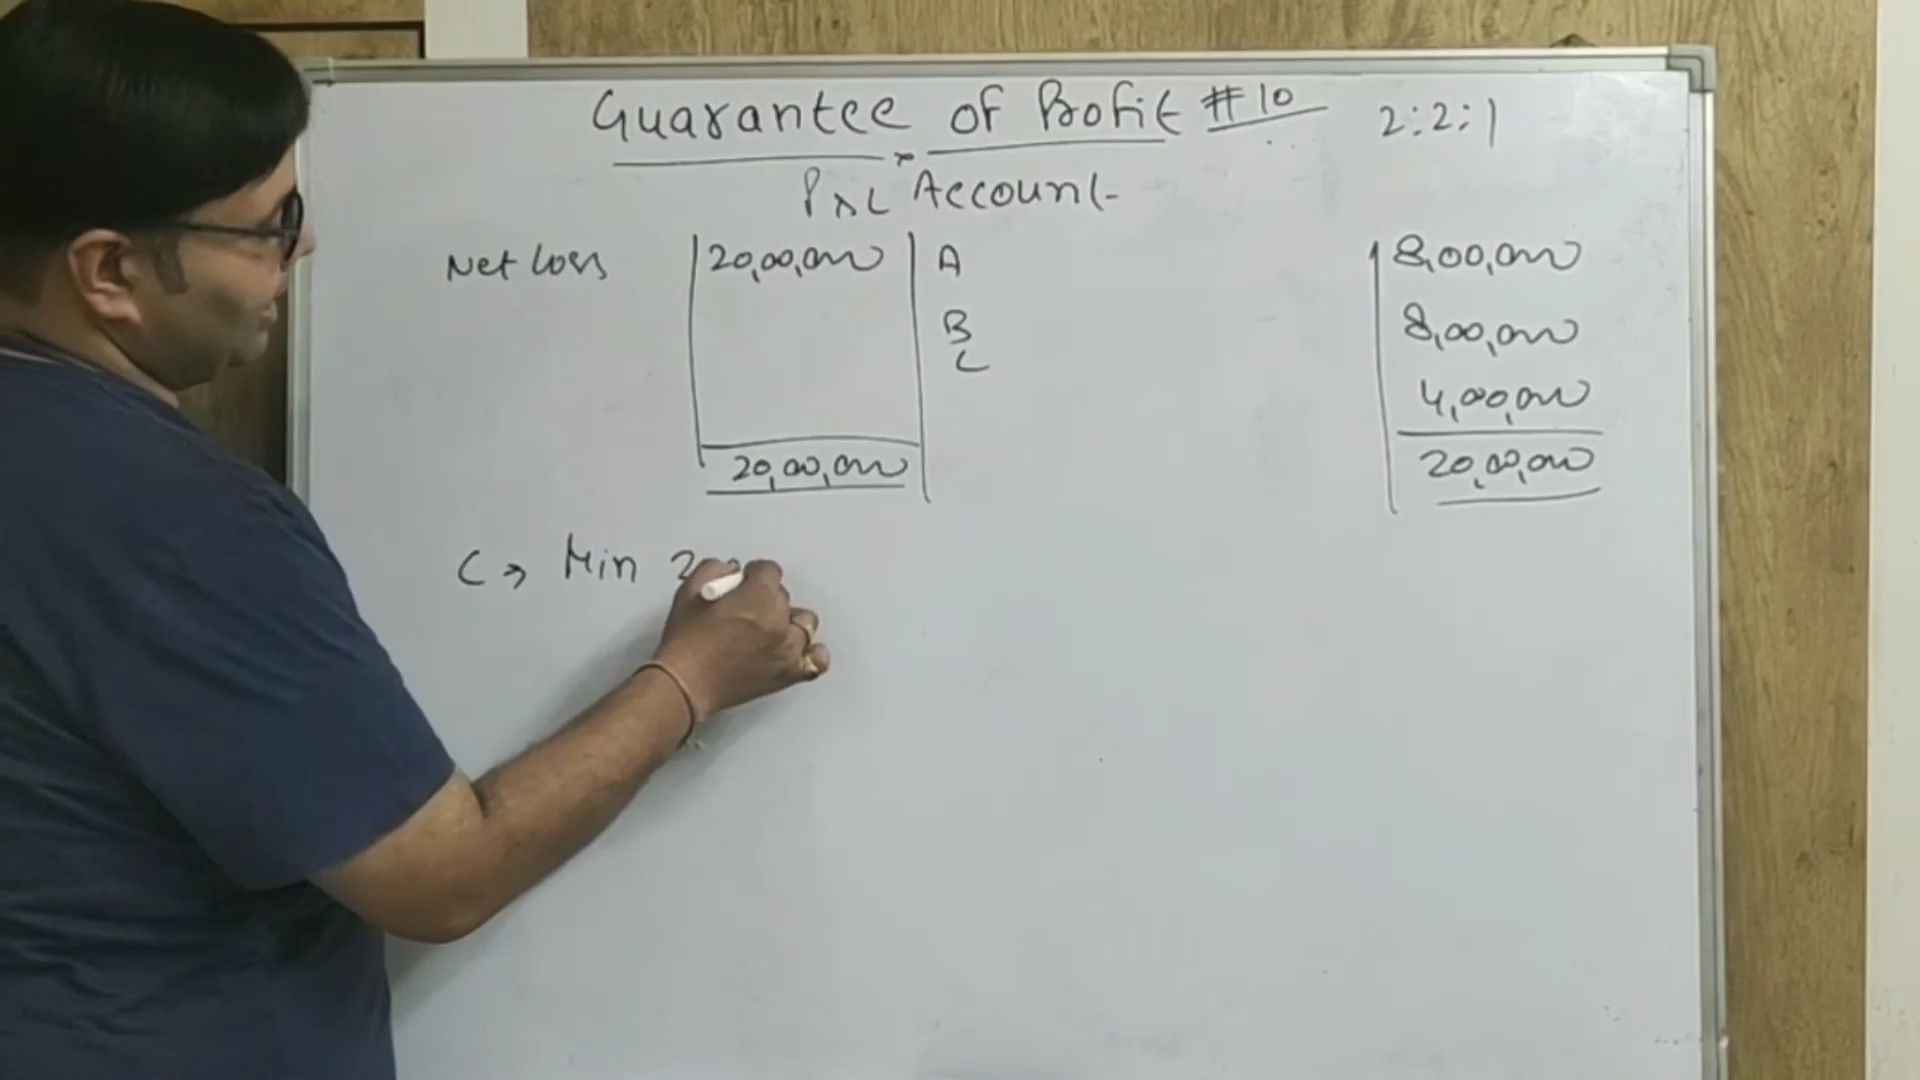 Guarantee of Profit #10 2:2:1
P&L Account
Net Loss 20,00,000 A 8,00,000
B 8,00,000
C 4,00,000
20,00,000 20,00,000
C → Min